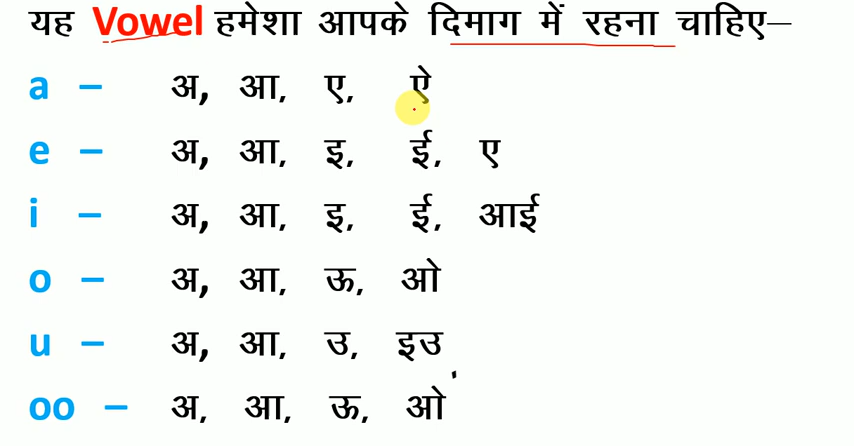 यह Vowel हमेशा आपके दिमाग में रहना चाहिए–
a – अ, आ, ए, ऐ
e – अ, आ, इ, ई, ए
i – अ, आ, इ, ई, आई
o – अ, आ, ऊ, ओ
u – अ, आ, उ, इउ
oo – अ, आ, ऊ, ओ